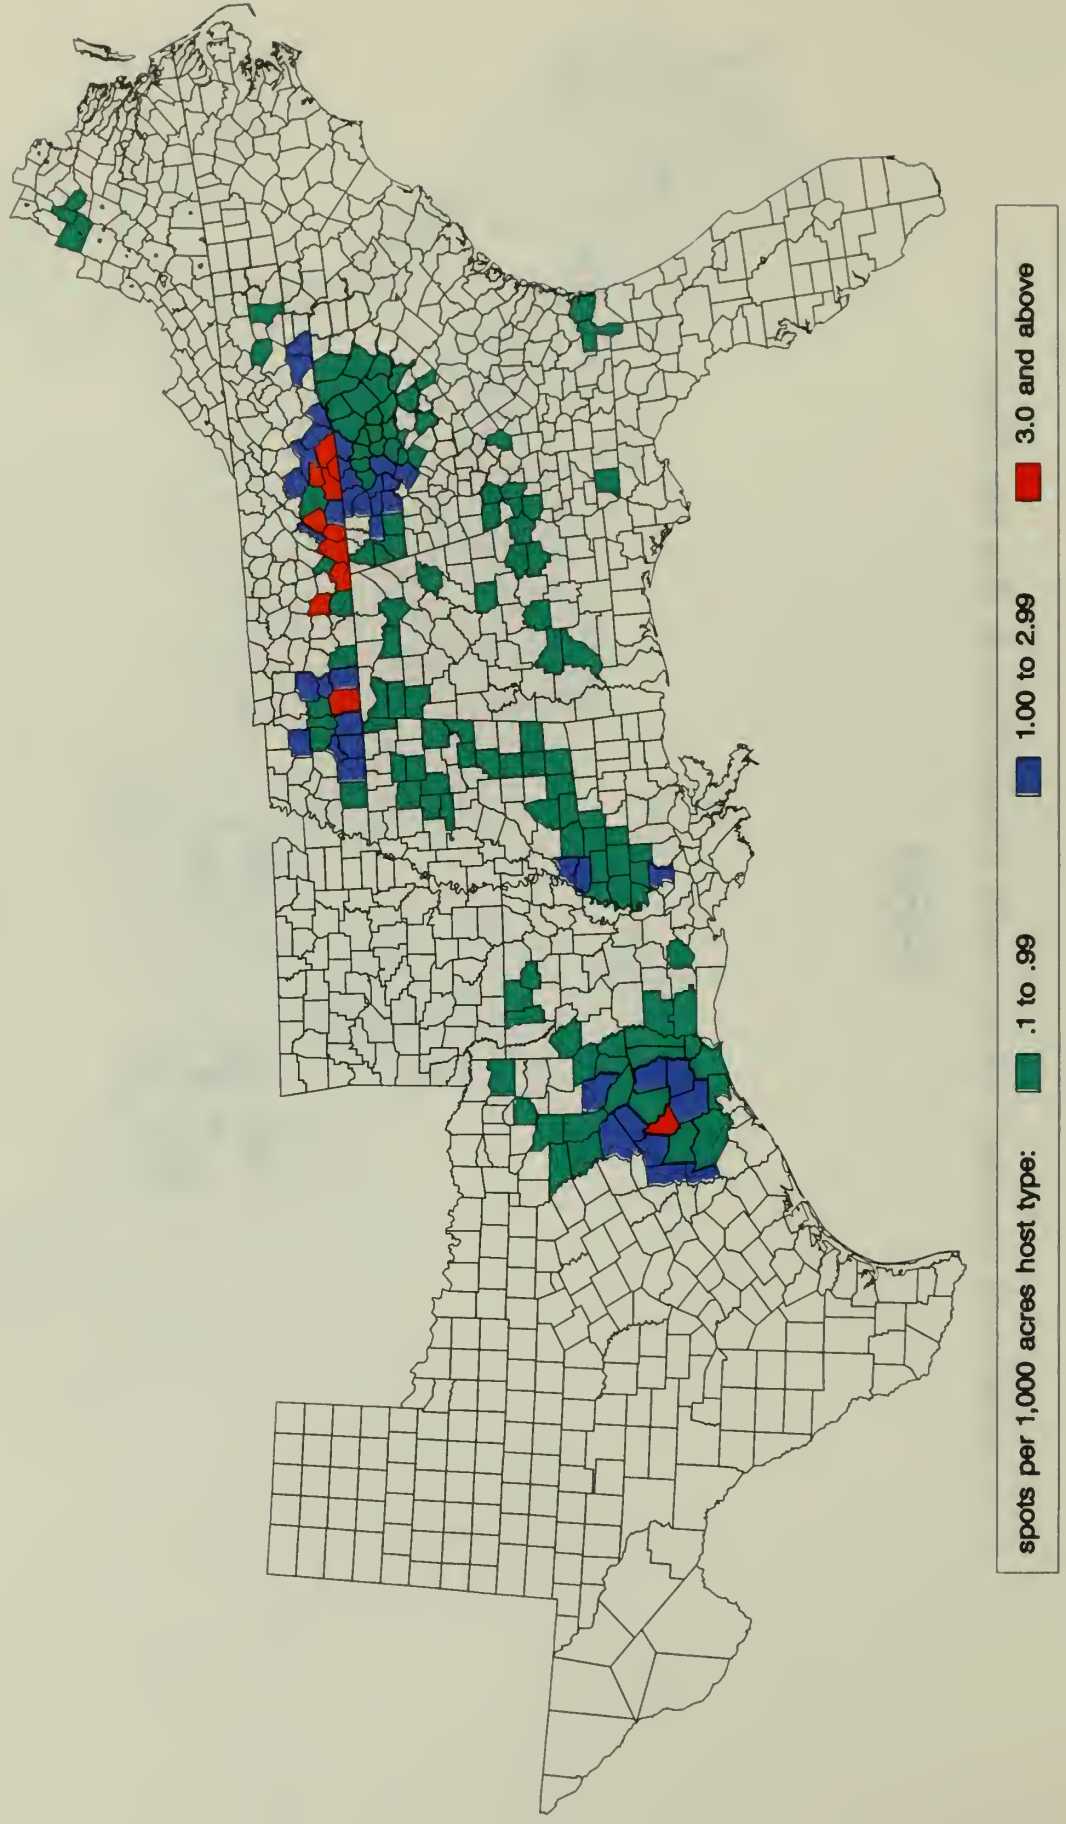 spots per 1,000 acres host type: .1 to .99 1.00 to 2.99 3.0 and above